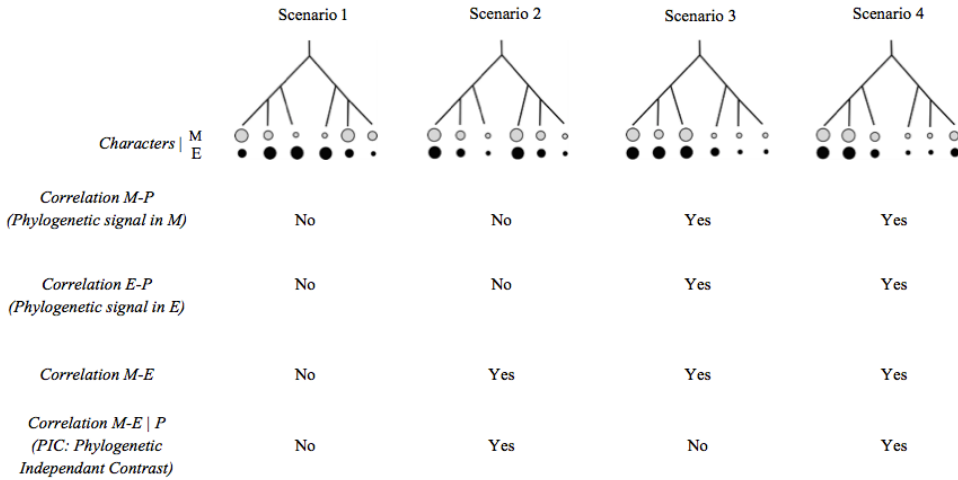 Scenario 1 Scenario 2 Scenario 3 Scenario 4
Characters | M
E
Correlation M-P
(Phylogenetic signal in M) No No Yes Yes
Correlation E-P
(Phylogenetic signal in E) No No Yes Yes
Correlation M-E No Yes Yes Yes
Correlation M-E | P
(PIC: Phylogenetic No Yes No Yes
Independant Contrast)